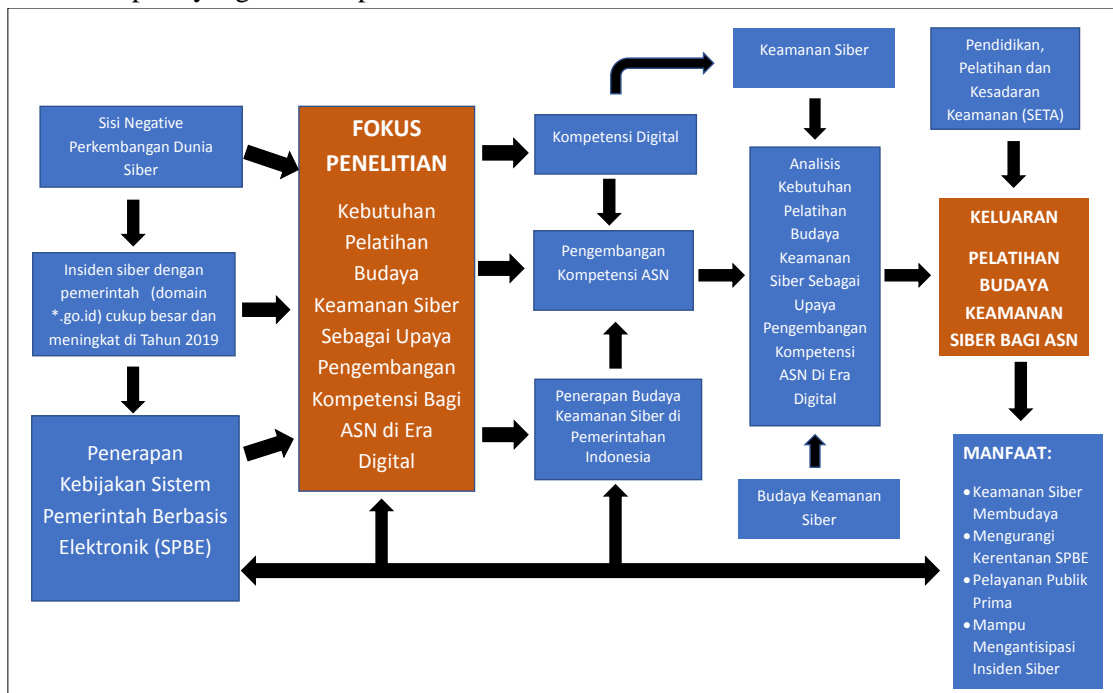 Sisi Negative
Perkembangan Dunia
Siber
Insiden siber dengan
pemerintah (domain
*.go.id) cukup besar dan
meningkat di Tahun 2019
Penerapan
Kebijakan Sistem
Pemerintah Berbasis
Elektronik (SPBE)
FOKUS
PENELITIAN
Kebutuhan
Pelatihan
Budaya
Keamanan Siber
Sebagai Upaya
Pengembangan
Kompetensi Bagi
ASN di Era
Digital
Kompetensi Digital
Pengembangan
Kompetensi ASN
Penerapan Budaya
Keamanan Siber di
Pemerintahan
Indonesia
Keamanan Siber
Analisis
Kebutuhan
Pelatihan
Budaya
Keamanan
Siber Sebagai
Upaya
Pengembangan
Kompetensi
ASN Di Era
Digital
Budaya Keamanan
Siber
Pendidikan,
Pelatihan dan
Kesadaran
Keamanan (SETA)
KELUARAN
PELATIHAN
BUDAYA
KEAMANAN
SIBER BAGI ASN
MANFAAT:
•Keamanan Siber
Membudaya
•Mengurangi
Kerentanan SPBE
•Pelayanan Publik
Prima
•Mampu
Mengantisipasi
Insiden Siber